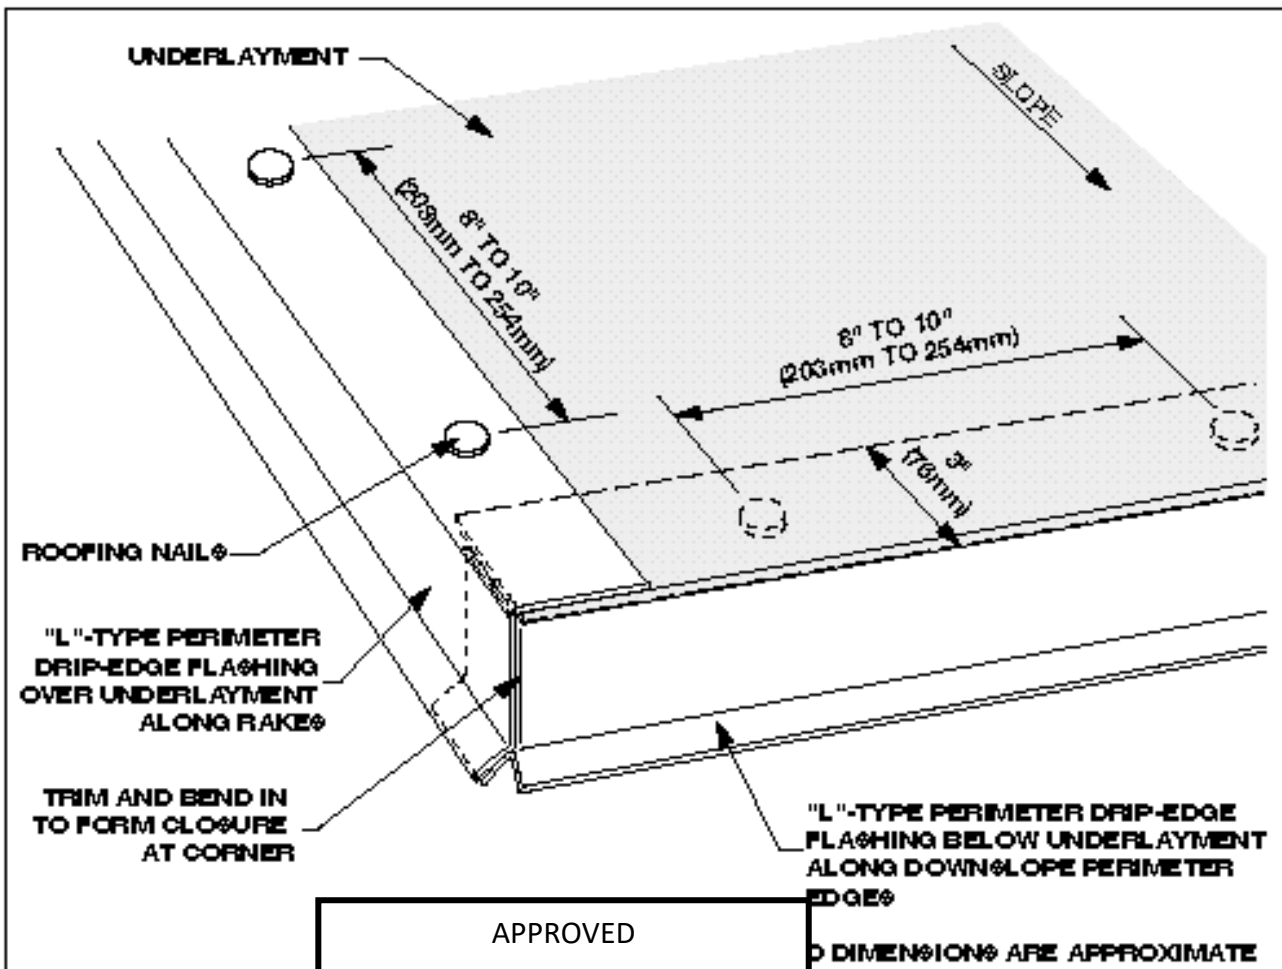 UNDERLAYMENT
SLOPE
8" TO 10"
(203mm TO 254mm)
8" TO 10"
(203mm TO 254mm)
3"
(76mm)
ROOFING NAILS
"L"-TYPE PERIMETER
DRIP-EDGE FLASHING
OVER UNDERLAYMENT
ALONG RAKES
TRIM AND BEND IN
TO FORM CLOSURE
AT CORNER
"L"-TYPE PERIMETER DRIP-EDGE
FLASHING BELOW UNDERLAYMENT
ALONG DOWNSLOPE PERIMETER
EDGES
APPROVED
DIMENSIONS ARE APPROXIMATE